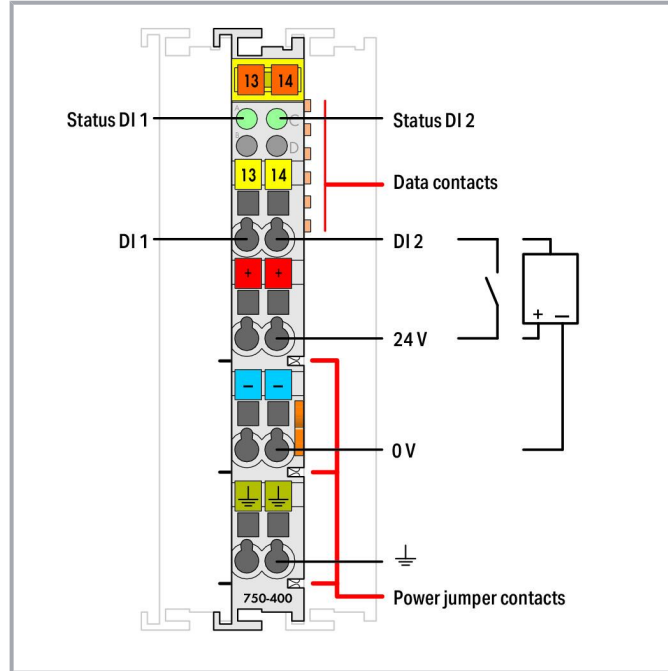 13 14
A C
Status DI 1
Status DI 2
B D
13 14
Data contacts
DI 1
DI 2
+ +
+ −
24 V
− −
0 V
750-400
Power jumper contacts